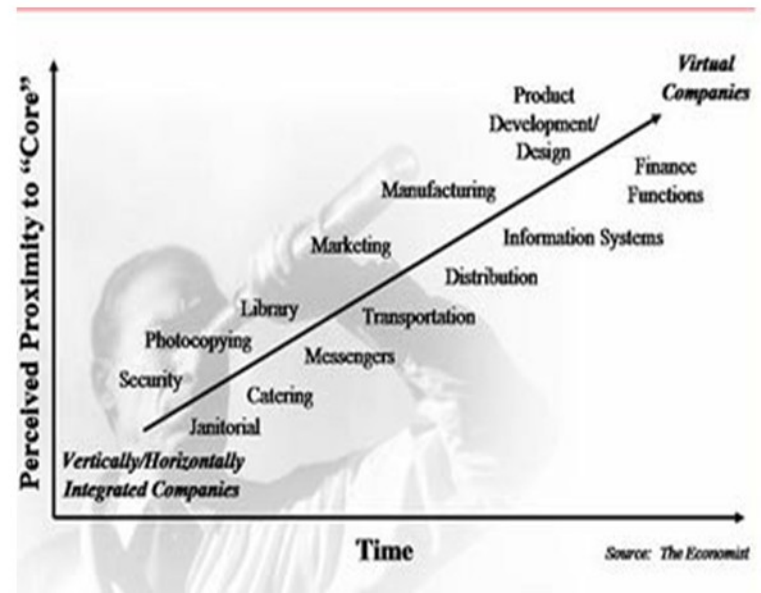 Virtual
Companies
Product
Development/
Design
Finance
Functions
Manufacturing
Marketing
Information Systems
Distribution
Library
Transportation
Photocopying
Messengers
Security
Catering
Janitorial
Vertically/Horizontally
Integrated Companies
Perceived Proximity to “Core”
Time
Source: The Economist